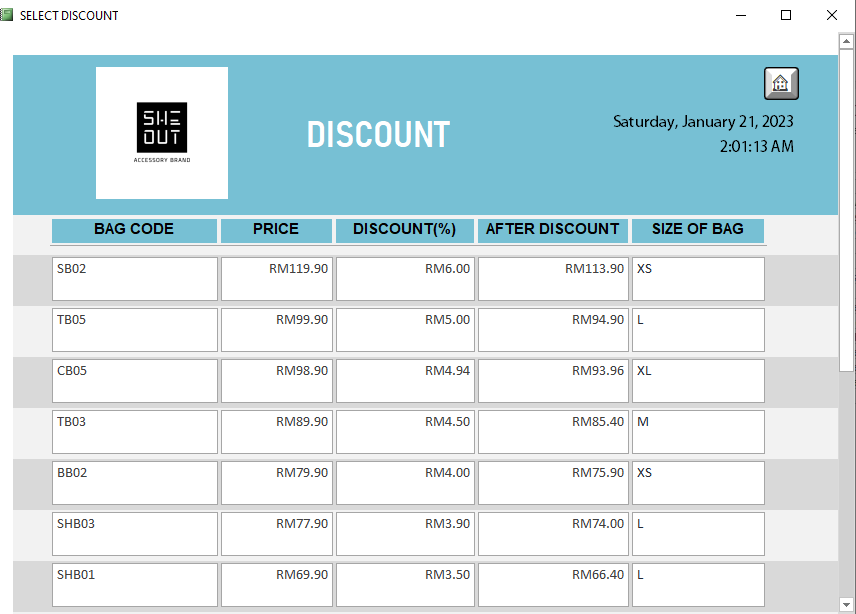 SELECT DISCOUNT
SHE
OUT
ACCESSORY BRAND
DISCOUNT
Saturday, January 21, 2023
2:01:13 AM
BAG CODE PRICE DISCOUNT(%) AFTER DISCOUNT SIZE OF BAG
SB02 RM119.90 RM6.00 RM113.90 XS
TB05 RM99.90 RM5.00 RM94.90 L
CB05 RM98.90 RM4.94 RM93.96 XL
TB03 RM89.90 RM4.50 RM85.40 M
BB02 RM79.90 RM4.00 RM75.90 XS
SHB03 RM77.90 RM3.90 RM74.00 L
SHB01 RM69.90 RM3.50 RM66.40 L